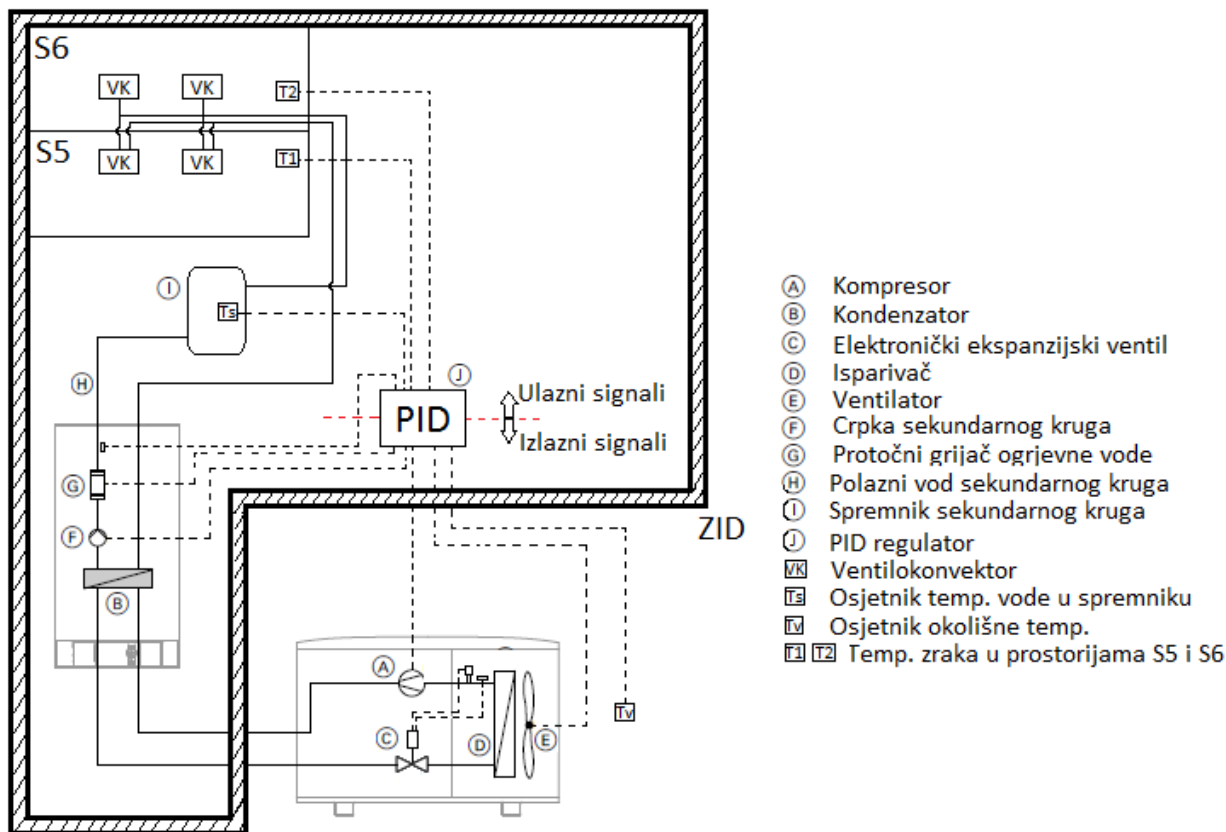 S6
VK
VK
T2
S5
VK
VK
T1
I
Ts
H
J
PID
Ulazni signali
Izlazni signali
G
F
B
ZID
A
C
D
E
Tv
A Kompresor
B Kondenzator
C Elektronički ekspanzijski ventil
D Isparivač
E Ventilator
F Crpka sekundarnog kruga
G Protočni grijač ogrjevne vode
H Polazni vod sekundarnog kruga
I Spremnik sekundarnog kruga
J PID regulator
VK Ventilokonvektor
Ts Osjetnik temp. vode u spremniku
Tv Osjetnik okolišne temp.
T1 T2 Temp. zraka u prostorijama S5 i S6